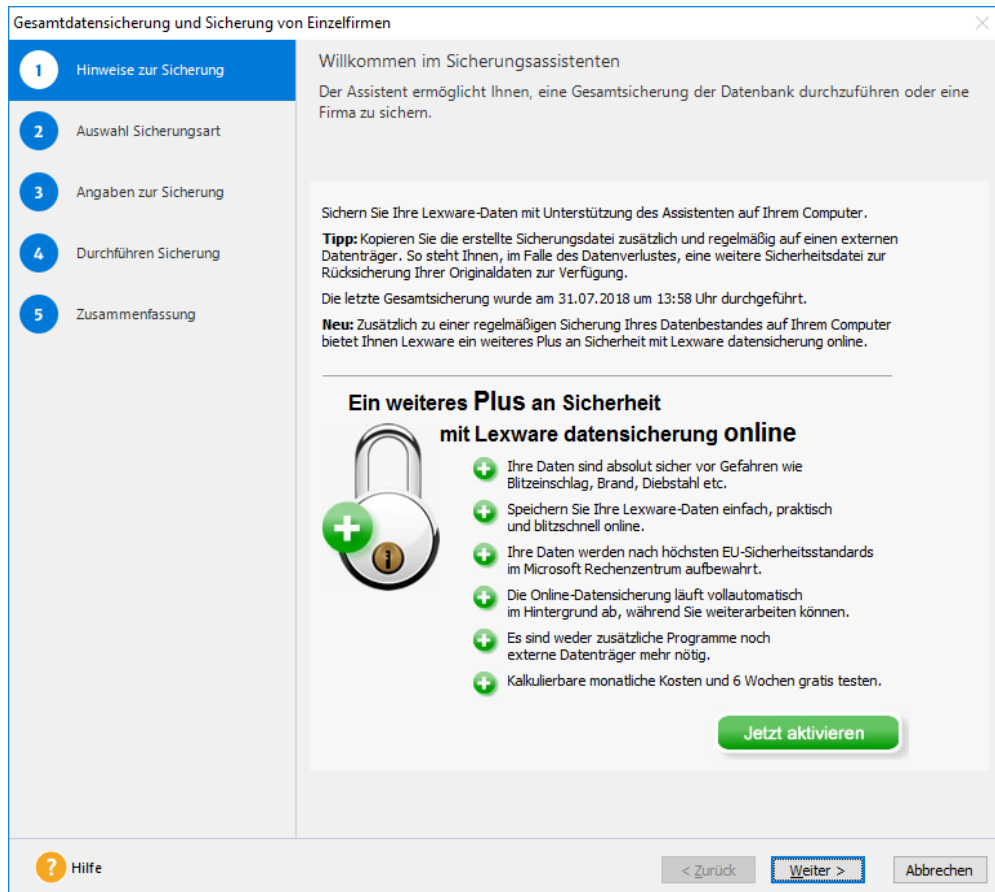 Gesamtdatensicherung und Sicherung von Einzelfirmen
1 Hinweise zur Sicherung
2 Auswahl Sicherungsart
3 Angaben zur Sicherung
4 Durchführen Sicherung
5 Zusammenfassung
Willkommen im Sicherungsassistenten
Der Assistent ermöglicht Ihnen, eine Gesamtsicherung der Datenbank durchzuführen oder eine
Firma zu sichern.
Sichern Sie Ihre Lexware-Daten mit Unterstützung des Assistenten auf Ihrem Computer.
Tipp: Kopieren Sie die erstellte Sicherungsdatei zusätzlich und regelmäßig auf einen externen
Datenträger. So steht Ihnen, im Falle des Datenverlustes, eine weitere Sicherheitsdatei zur
Rücksicherung Ihrer Originaldaten zur Verfügung.
Die letzte Gesamtsicherung wurde am 31.07.2018 um 13:58 Uhr durchgeführt.
Neu: Zusätzlich zu einer regelmäßigen Sicherung Ihres Datenbestandes auf Ihrem Computer
bietet Ihnen Lexware ein weiteres Plus an Sicherheit mit Lexware datensicherung online.
Ein weiteres Plus an Sicherheit
mit Lexware datensicherung online
Ihre Daten sind absolut sicher vor Gefahren wie
Blitzeinschlag, Brand, Diebstahl etc.
Speichern Sie Ihre Lexware-Daten einfach, praktisch
und blitzschnell online.
Ihre Daten werden nach höchsten EU-Sicherheitsstandards
im Microsoft Rechenzentrum aufbewahrt.
Die Online-Datensicherung läuft vollautomatisch
im Hintergrund ab, während Sie weiterarbeiten können.
Es sind weder zusätzliche Programme noch
externe Datenträger mehr nötig.
Kalkulierbare monatliche Kosten und 6 Wochen gratis testen.
Jetzt aktivieren
? Hilfe
< Zurück
Weiter >
Abbrechen